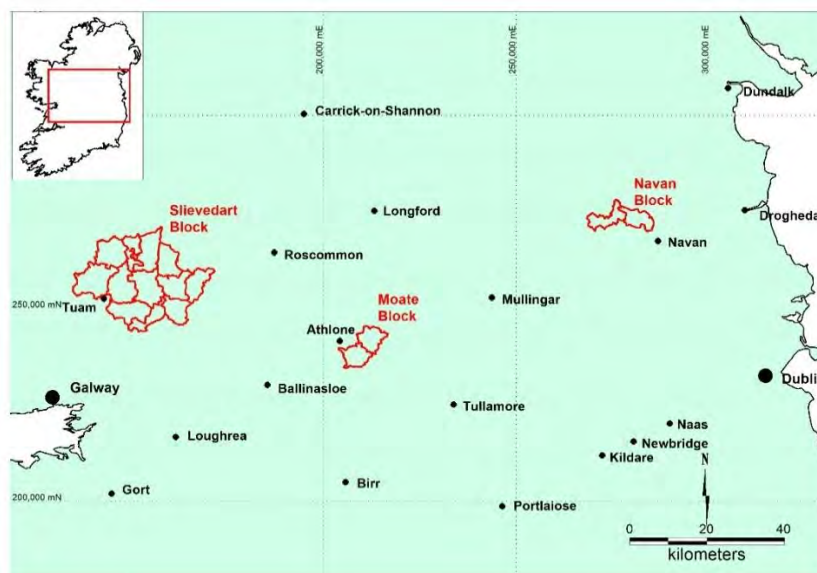 200,000 mE
250,000 mE
300,000 mE
Dundalk
Carrick-on-Shannon
Slievedart
Block
Navan
Block
Longford
Drogheda
Navan
Roscommon
250,000 mN
Tuam
Moate
Block
Mullingar
Athlone
Galway
Ballinasloe
Dubli
Tullamore
Loughrea
Naas
Newbridge
Kildare
N
Gort
Birr
200,000 mN
Portlaiose
0 20 40
kilometers